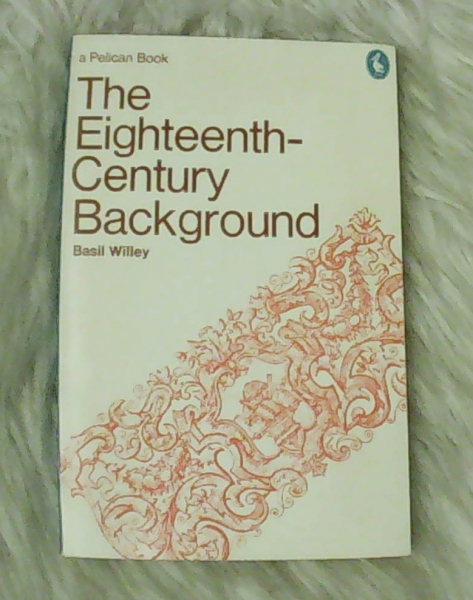 a Pelican Book
The
Eighteenth-
Century
Background
Basil Willey